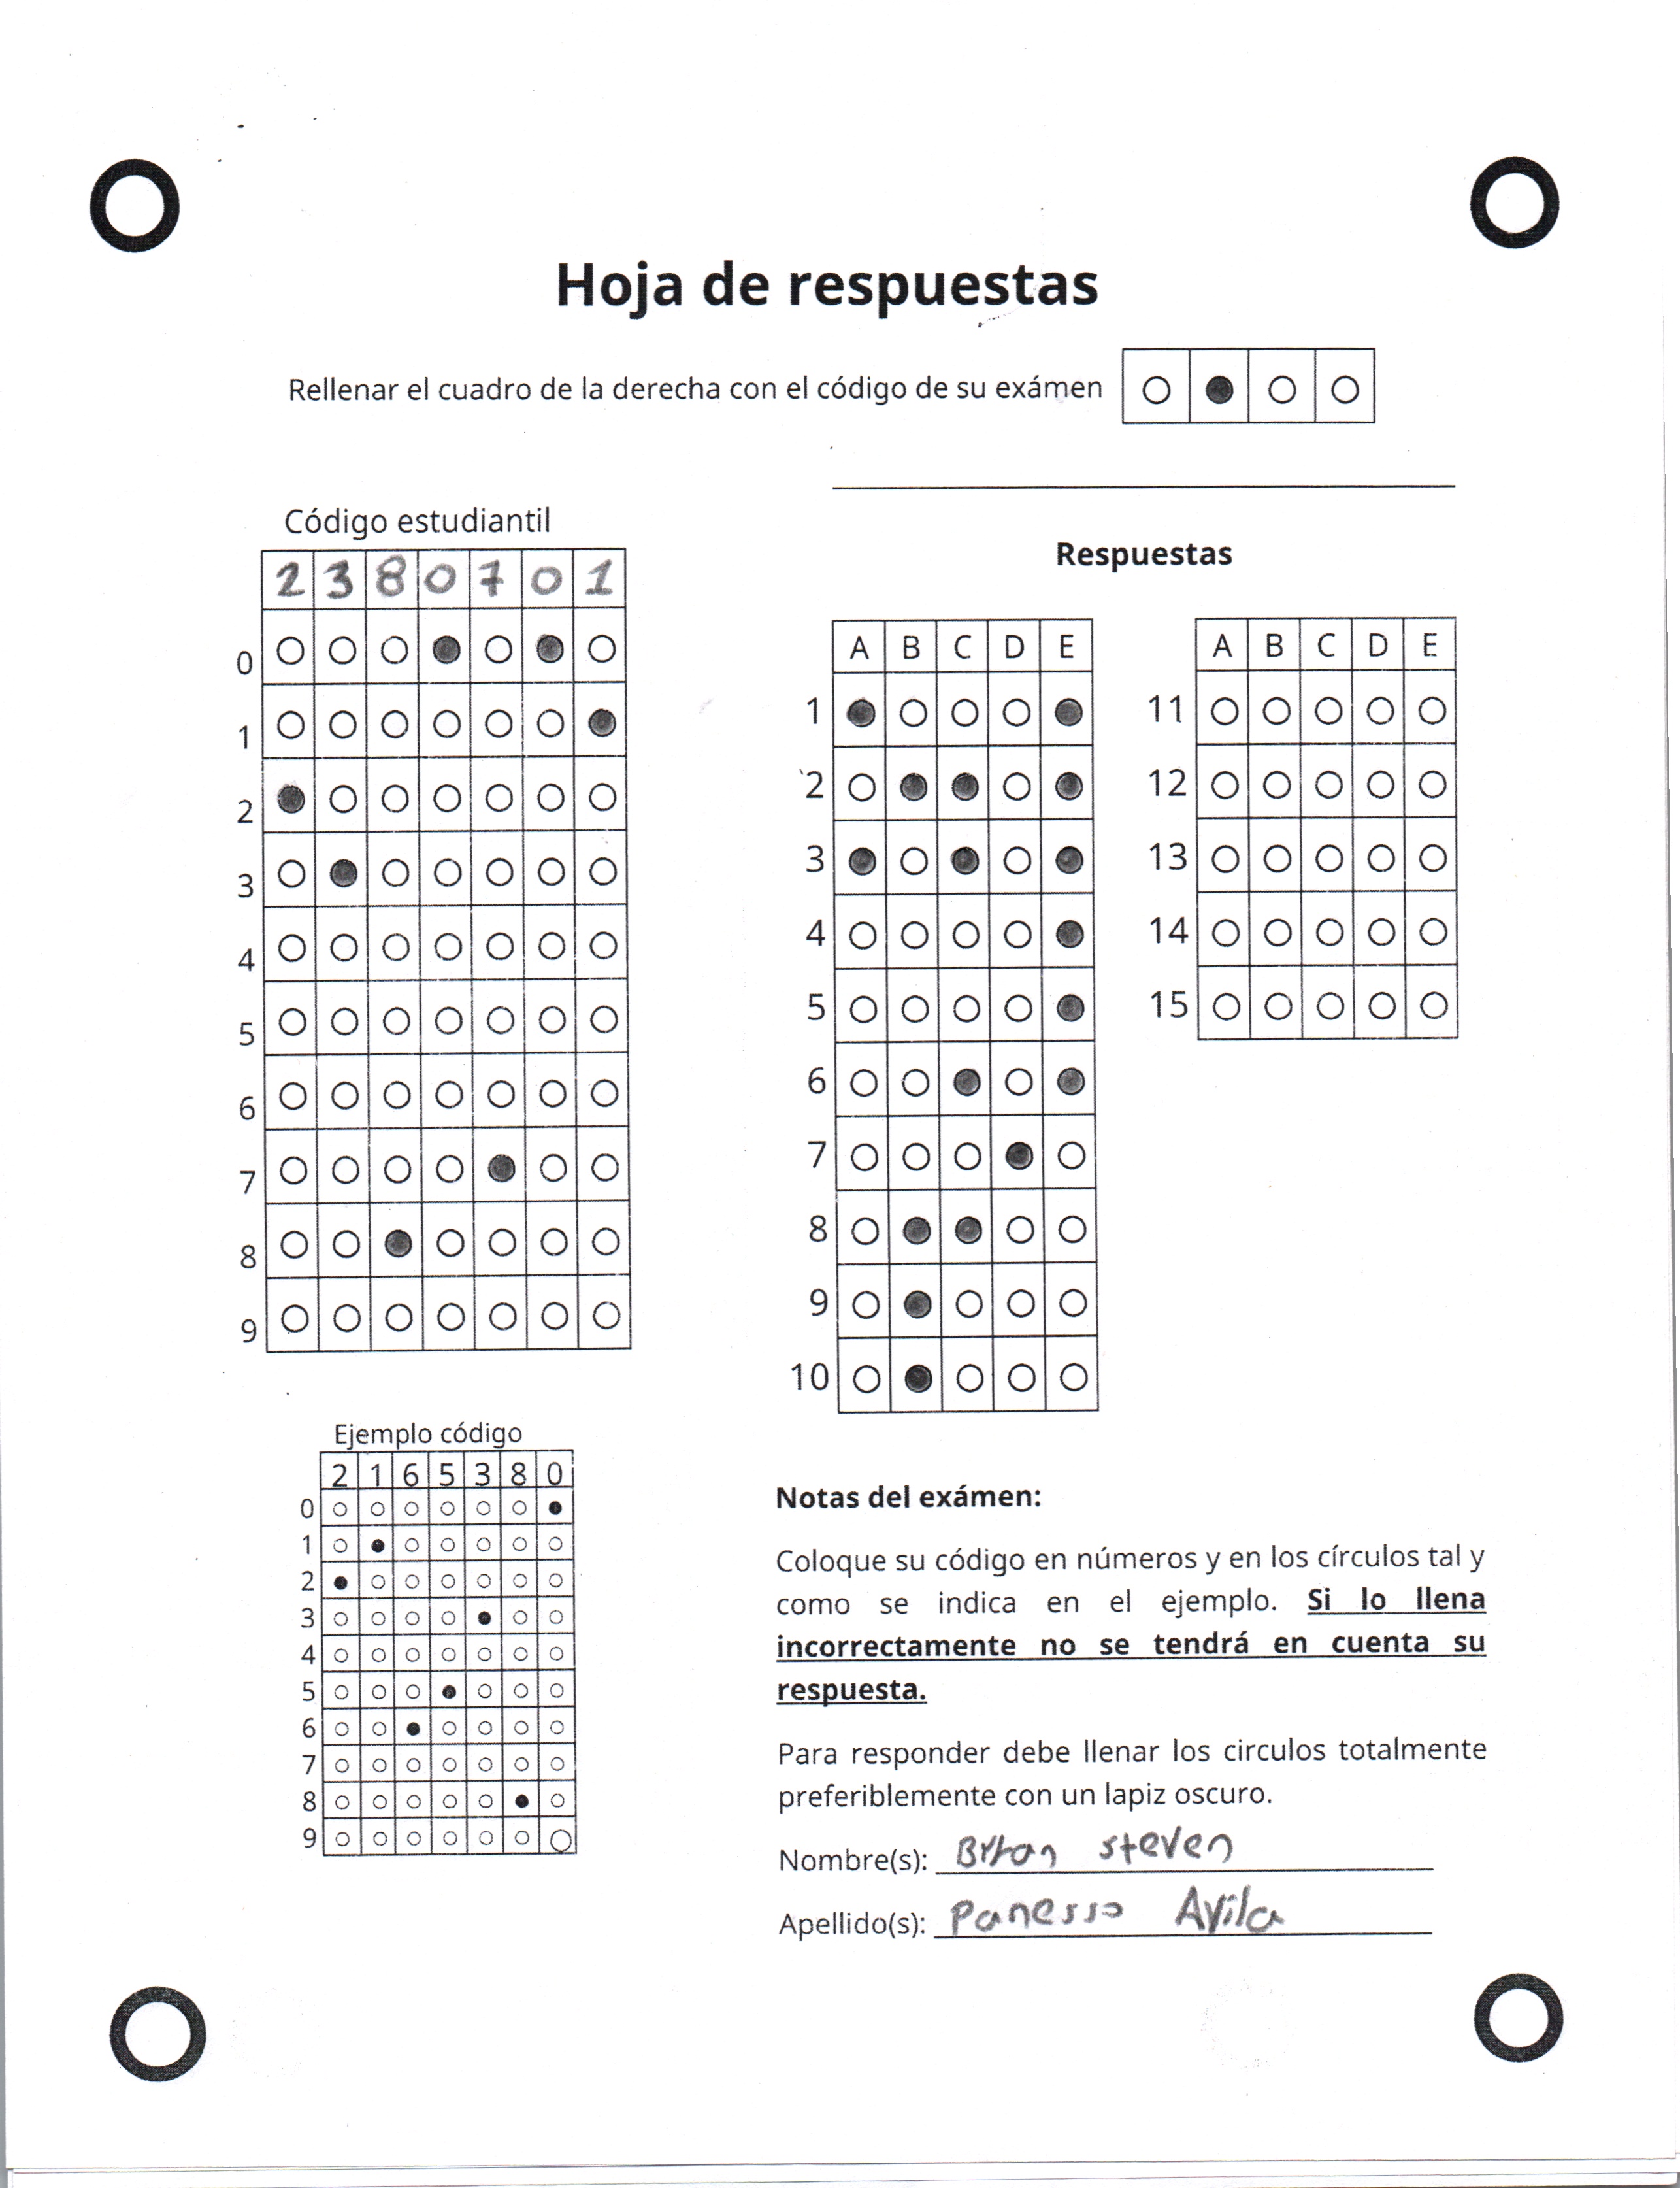 Hoja de respuestas
Rellenar el cuadro de la derecha con el código de su exámen
Código estudiantil
2 3 8 0 7 0 1
0
1
2
3
4
5
6
7
8
9
Respuestas
A B C D E
1
2
3
4
5
6
7
8
9
10
A B C D E
11
12
13
14
15
Ejemplo código
2 1 6 5 3 8 0
0
1
2
3
4
5
6
7
8
9
Notas del exámen:
Coloque su código en números y en los círculos tal y
como se indica en el ejemplo. Si lo llena
incorrectamente no se tendrá en cuenta su
respuesta.
Para responder debe llenar los circulos totalmente
preferiblemente con un lapiz oscuro.
Nombre(s): steven
Apellido(s): Panesso Avila